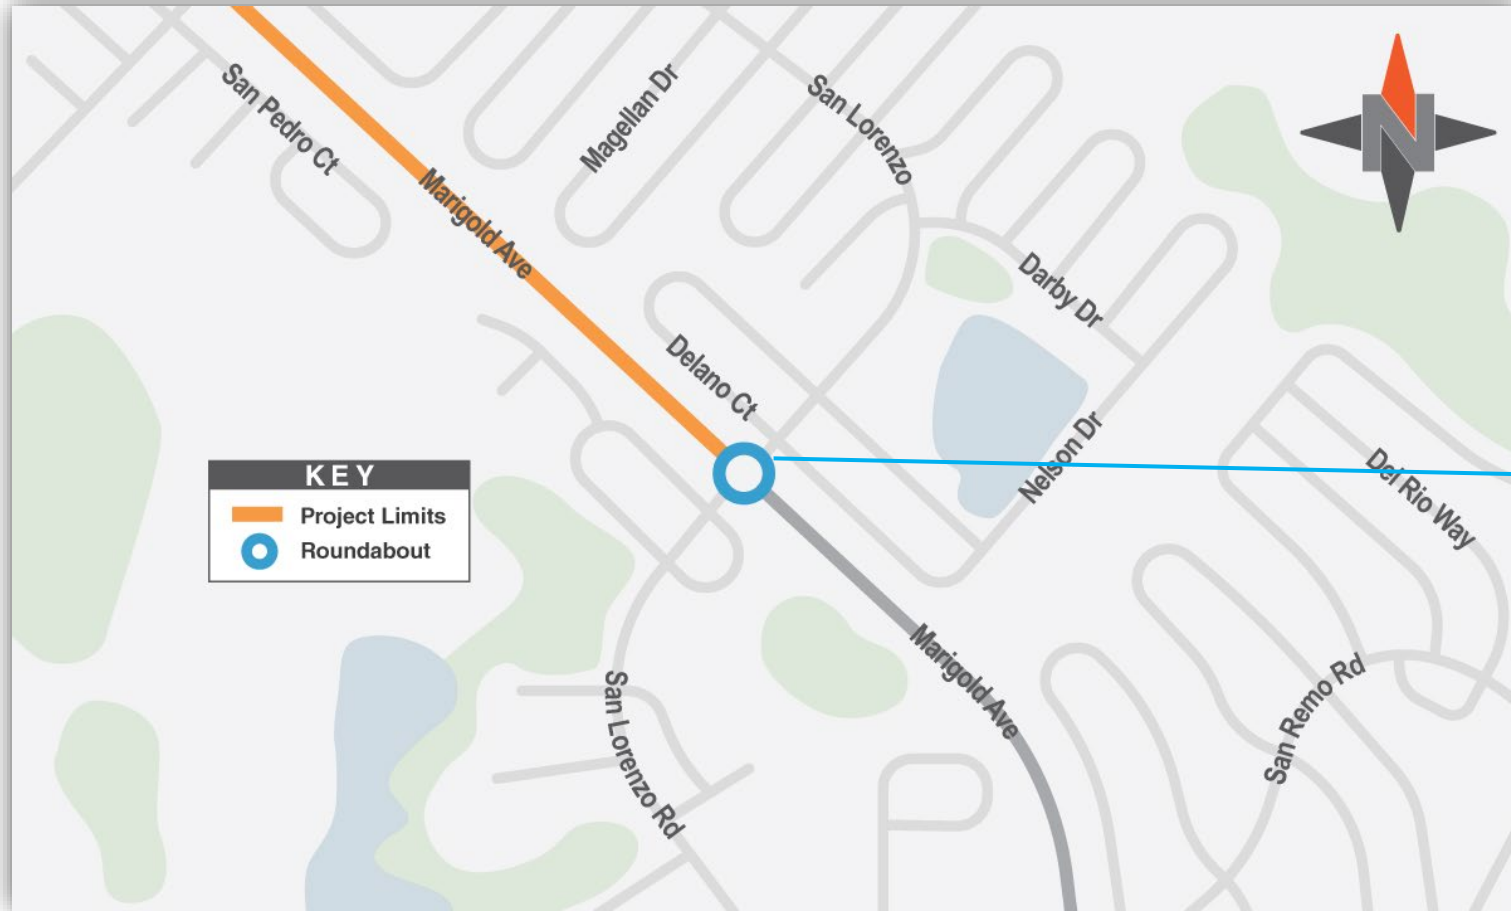 San Pedro Ct
Magellan Dr
San Lorenzo
N
Marigold Ave
Darby Dr
Delano Ct
Nelson Dr
Del Rio Way
KEY
Project Limits
Roundabout
Marigold Ave
San Remo Rd
San Lorenzo Rd